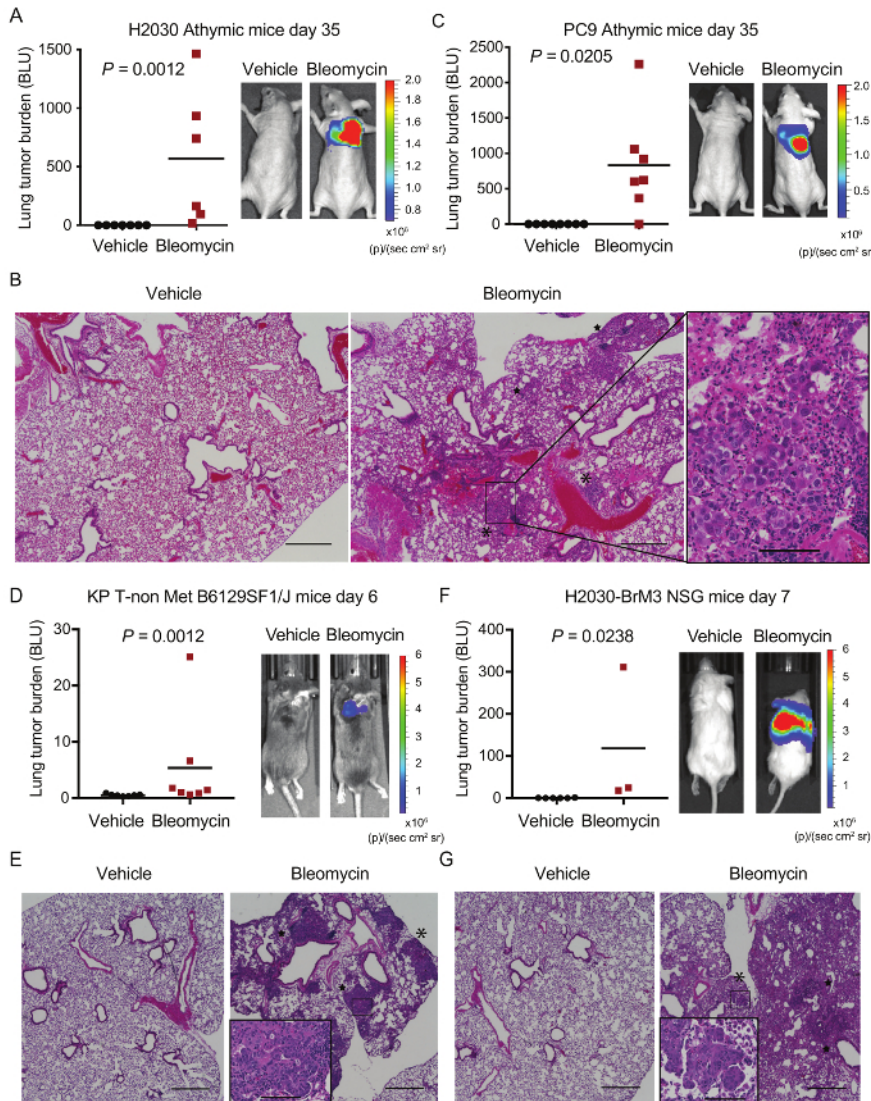 A
H2030 Athymic mice day 35
Lung tumor burden (BLU)
1500
1000
500
0
P = 0.0012
Vehicle Bleomycin
Vehicle Bleomycin
2.0
1.8
1.6
1.4
1.2
1.0
0.8
x10⁶
(p)/(sec cm² sr)
C
PC9 Athymic mice day 35
Lung tumor burden (BLU)
2500
2000
1500
1000
500
0
P = 0.0205
Vehicle Bleomycin
Vehicle Bleomycin
2.00
1.5
1.0
0.5
x10⁶
(p)/(sec cm² sr)
B
Vehicle
Bleomycin
*
*
*
*
D
KP T-non Met B6129SF1/J mice day 6
Lung tumor burden (BLU)
30
20
10
0
P = 0.0012
Vehicle Bleomycin
Vehicle Bleomycin
6
5
4
3
2
1
x10⁶
(p)/(sec cm² sr)
F
H2030-BrM3 NSG mice day 7
Lung tumor burden (BLU)
400
300
200
100
0
P = 0.0238
Vehicle Bleomycin
Vehicle Bleomycin
6
5
4
3
2
1
x10⁶
(p)/(sec cm² sr)
E
Vehicle
Bleomycin
*
*
*
G
Vehicle
Bleomycin
*
*
*